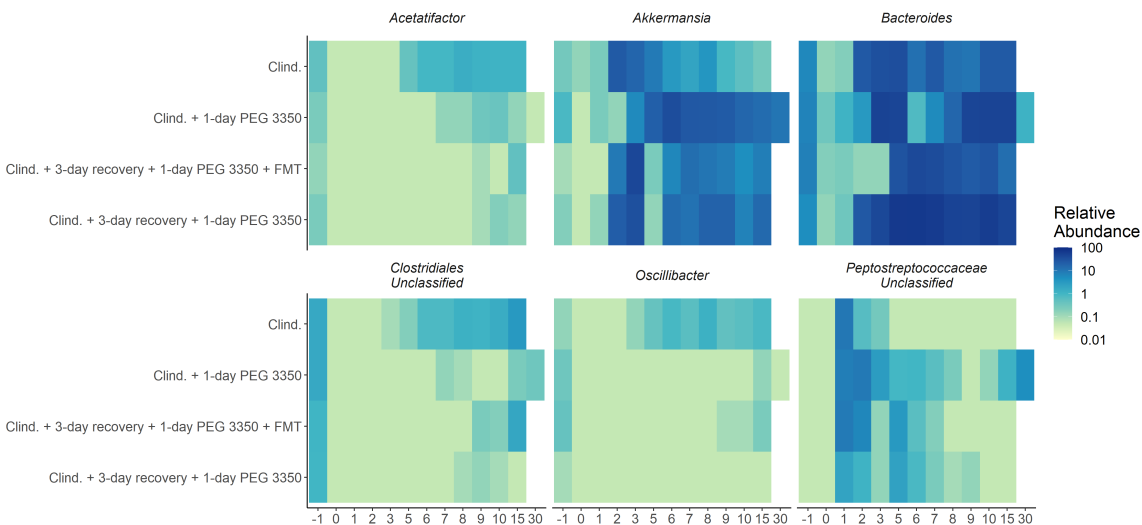 Acetatifactor
Akkermansia
Bacteroides
Clind.
Clind. + 1-day PEG 3350
Clind. + 3-day recovery + 1-day PEG 3350 + FMT
Clind. + 3-day recovery + 1-day PEG 3350
Clostridiales
Unclassified
Oscillibacter
Peptostreptococcaceae
Unclassified
Clind.
Clind. + 1-day PEG 3350
Clind. + 3-day recovery + 1-day PEG 3350 + FMT
Clind. + 3-day recovery + 1-day PEG 3350
-1 0 1 2 3 4 5 6 7 8 9 10 15 30
-1 0 1 2 3 4 5 6 7 8 9 10 15 30
-1 0 1 2 3 4 5 6 7 8 9 10 15 30
Relative
Abundance
100
10
1
0.1
0.01